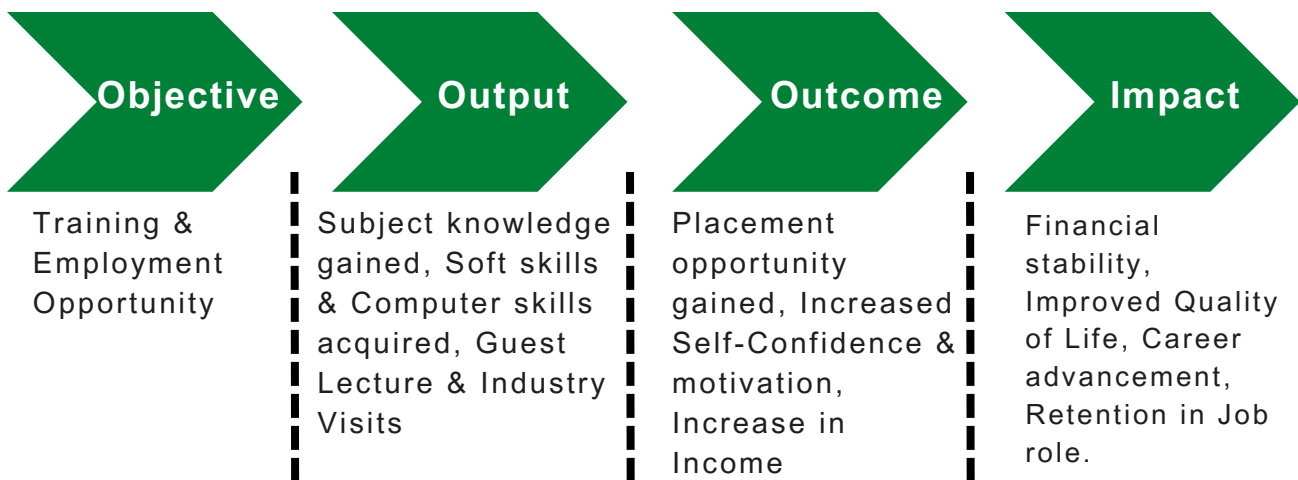 Objective
Output
Outcome
Impact
Training &
Employment
Opportunity
Subject knowledge
gained, Soft skills
& Computer skills
acquired, Guest
Lecture & Industry
Visits
Placement
opportunity
gained, Increased
Self-Confidence &
motivation,
Increase in
Income
Financial
stability,
Improved Quality
of Life, Career
advancement,
Retention in Job
role.